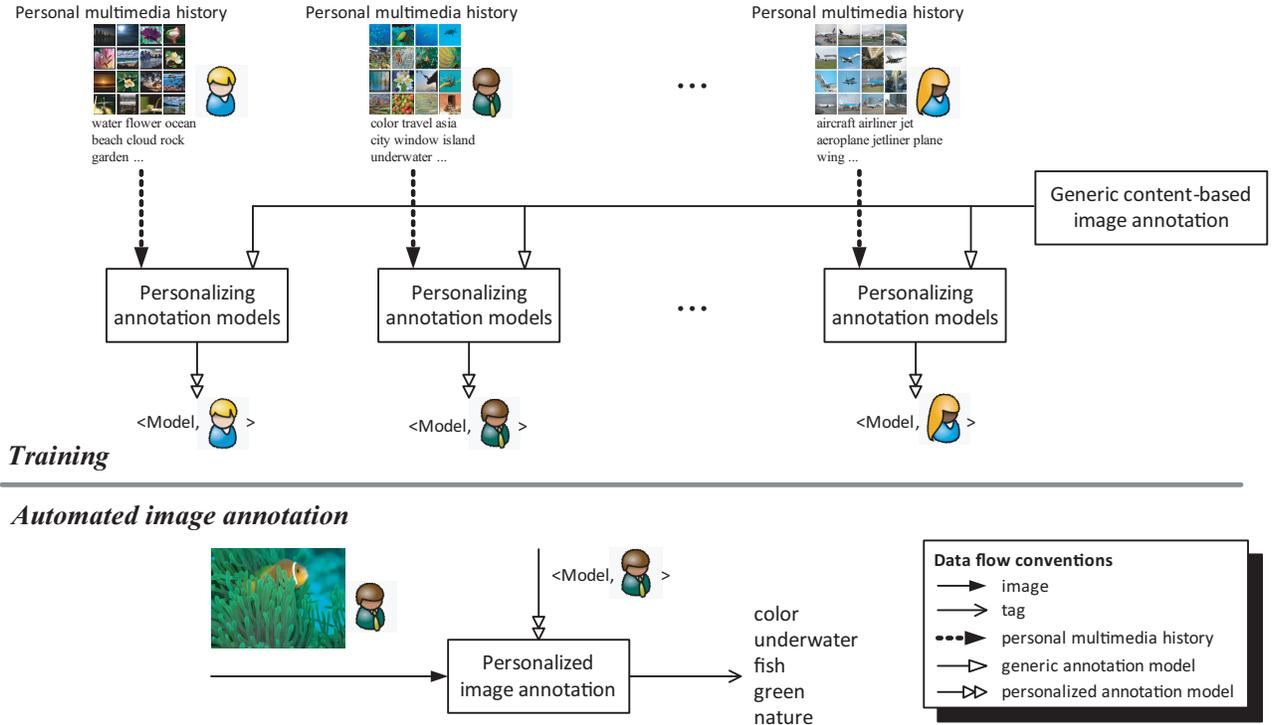 Personal multimedia history
Personal multimedia history
Personal multimedia history
water flower ocean
beach cloud rock
garden ...
color travel asia
city window island
underwater ...
...
aircraft airliner jet
aeroplane jetliner plane
wing ...
Generic content-based
image annotation
Personalizing
annotation models
Personalizing
annotation models
...
Personalizing
annotation models
<Model, >
<Model, >
<Model, >
Training
Automated image annotation
<Model, >
Personalized
image annotation
color
underwater
fish
green
nature
Data flow conventions
image
tag
personal multimedia history
generic annotation model
personalized annotation model